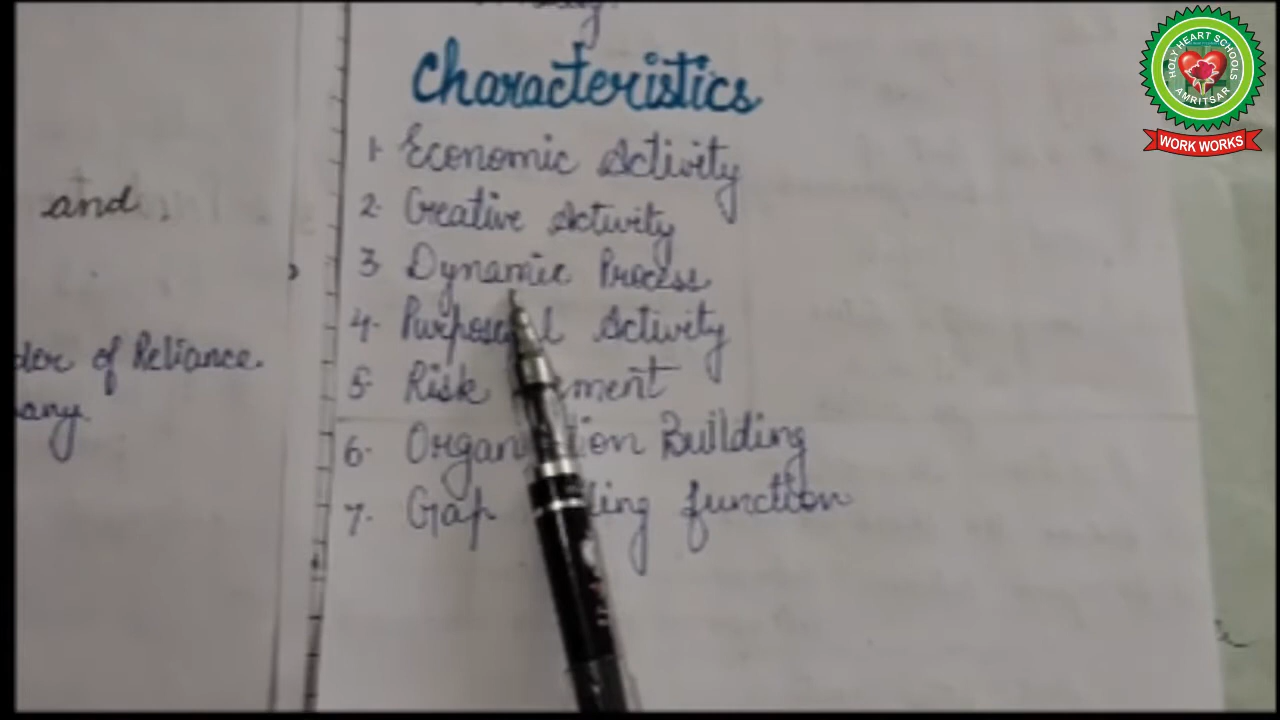 and,
der of Reliance
any
Characteristics
1. Economic Activity
2. Creative Activity
3. Dynamic Process
4. Activity
5. Risk
6. Building
7. Gap function
HOLY HEART SCHOOLS
AMRITSAR
WORK WORKS